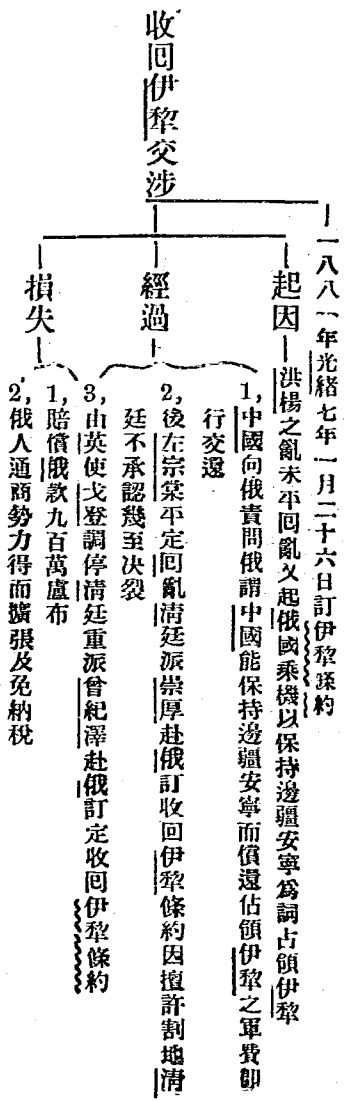 收回伊犂交涉
一八八一年光緒七年一月二十六日訂伊犂條約
起因
洪楊之亂未平回亂又起俄國乘機以保持邊疆安寧爲詞占領伊犂
經過
1,中國向俄責問俄謂中國能保持邊疆安寧而償還佔領伊犂之軍費卽
行交還
2,後左宗棠平定回亂清廷派崇厚赴俄訂收回伊犂條約因擅許割地清
廷不承認幾至決裂
3,由英使戈登調停清廷重派曾紀澤赴俄訂定收回伊犂條約
損失
1,賠償俄款九百萬盧布
2,俄人通商勢力得而擴張及免納稅